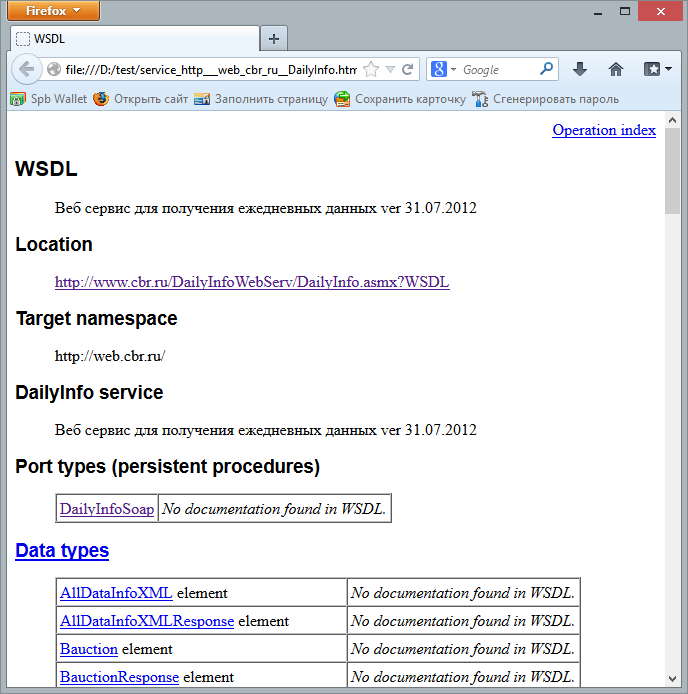 Firefox
WSDL
file:///D:/test/service_http___web_cbr_ru__DailyInfo.htm
Google
Spb Wallet Открыть сайт Заполнить страницу Сохранить карточку Сгенерировать пароль
Operation index
WSDL
Веб сервис для получения ежедневных данных ver 31.07.2012
Location
http://www.cbr.ru/DailyInfoWebServ/DailyInfo.asmx?WSDL
Target namespace
http://web.cbr.ru/
DailyInfo service
Веб сервис для получения ежедневных данных ver 31.07.2012
Port types (persistent procedures)
DailyInfoSoap No documentation found in WSDL.
Data types
AllDataInfoXML element No documentation found in WSDL.
AllDataInfoXMLResponse element No documentation found in WSDL.
Bauction element No documentation found in WSDL.
BauctionResponse element No documentation found in WSDL.